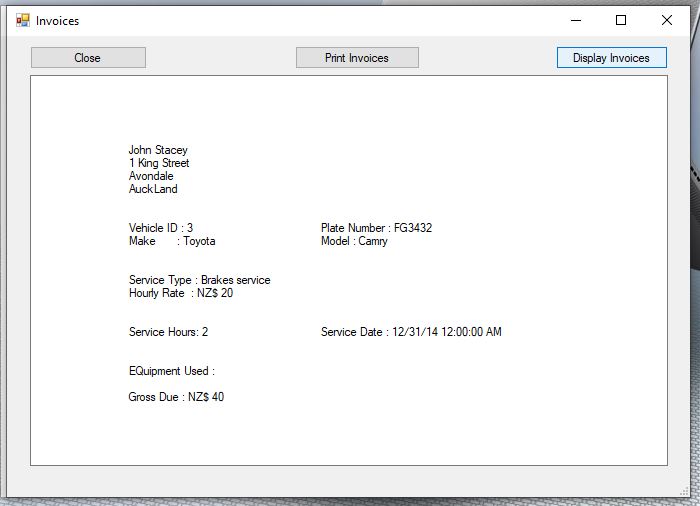 Invoices
Close Print Invoices Display Invoices
John Stacey
1 King Street
Avondale
AuckLand
Vehicle ID : 3 Plate Number : FG3432
Make : Toyota Model : Camry
Service Type : Brakes service
Hourly Rate : NZ$ 20
Service Hours: 2 Service Date : 12/31/14 12:00:00 AM
EQuipment Used :
Gross Due : NZ$ 40